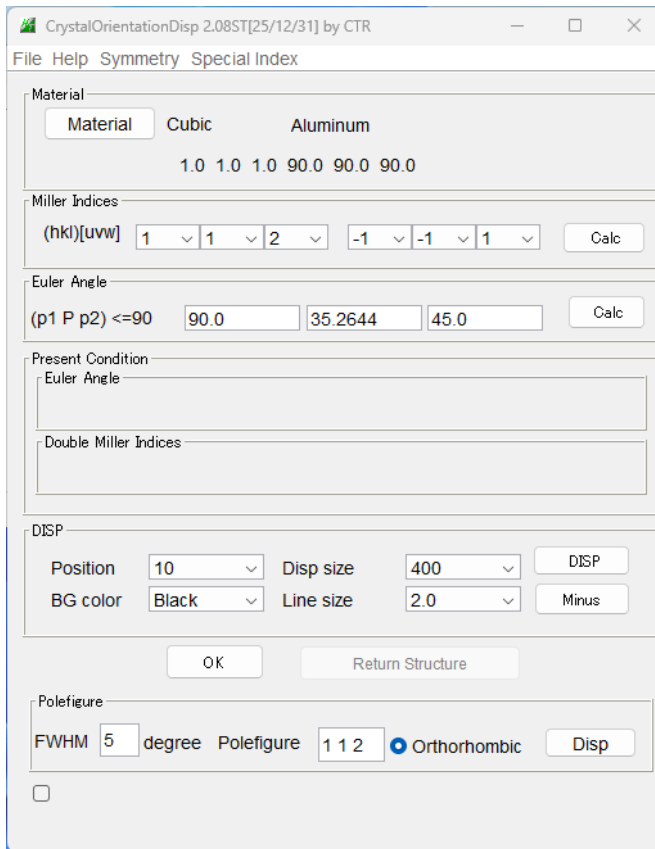 CrystalOrientationDisp 2.08ST[25/12/31] by CTR
File Help Symmetry Special Index
Material
Material Cubic Aluminum
1.0 1.0 1.0 90.0 90.0 90.0
Miller Indices
(hkl)[uvw] 1 1 2 -1 -1 1 Calc
Euler Angle
(p1 P p2) <=90 90.0 35.2644 45.0 Calc
Present Condition
Euler Angle
Double Miller Indices
DISP
Position 10 Disp size 400 DISP
BG color Black Line size 2.0 Minus
OK Return Structure
Polefigure
FWHM 5 degree Polefigure 1 1 2 Orthorhombic Disp